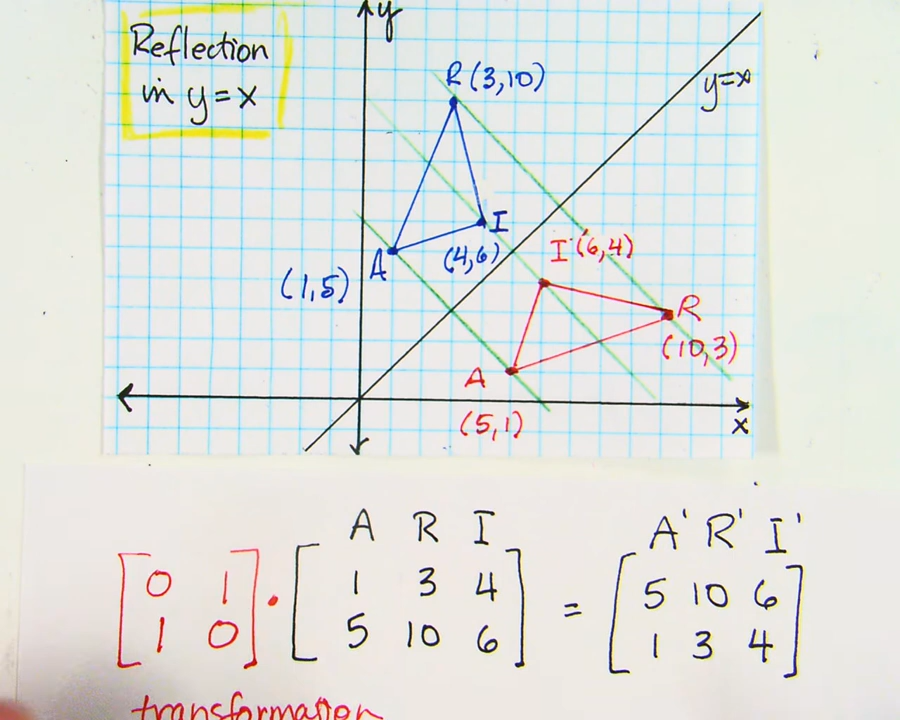 Reflection
in y=x
y
y=x
R (3,10)
I
(4,6)
A
(1,5)
I' (6,4)
R
(10,3)
A
(5,1)
x
A R I
A' R' I'
[0 1] · [1 3 4] = [5 10 6]
[1 0] [5 10 6] [1 3 4]
transformation